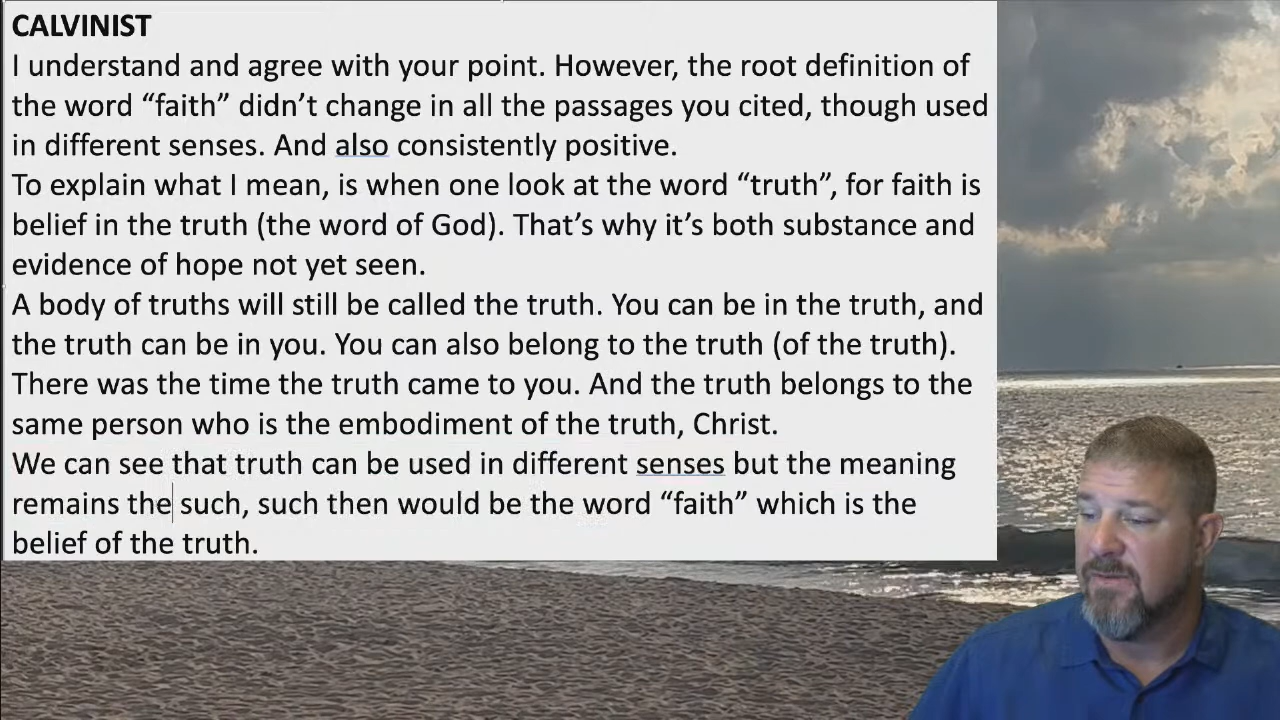 CALVINIST
I understand and agree with your point. However, the root definition of
the word “faith” didn’t change in all the passages you cited, though used
in different senses. And also consistently positive.
To explain what I mean, is when one look at the word “truth”, for faith is
belief in the truth (the word of God). That’s why it’s both substance and
evidence of hope not yet seen.
A body of truths will still be called the truth. You can be in the truth, and
the truth can be in you. You can also belong to the truth (of the truth).
There was the time the truth came to you. And the truth belongs to the
same person who is the embodiment of the truth, Christ.
We can see that truth can be used in different senses but the meaning
remains the such, such then would be the word “faith” which is the
belief of the truth.